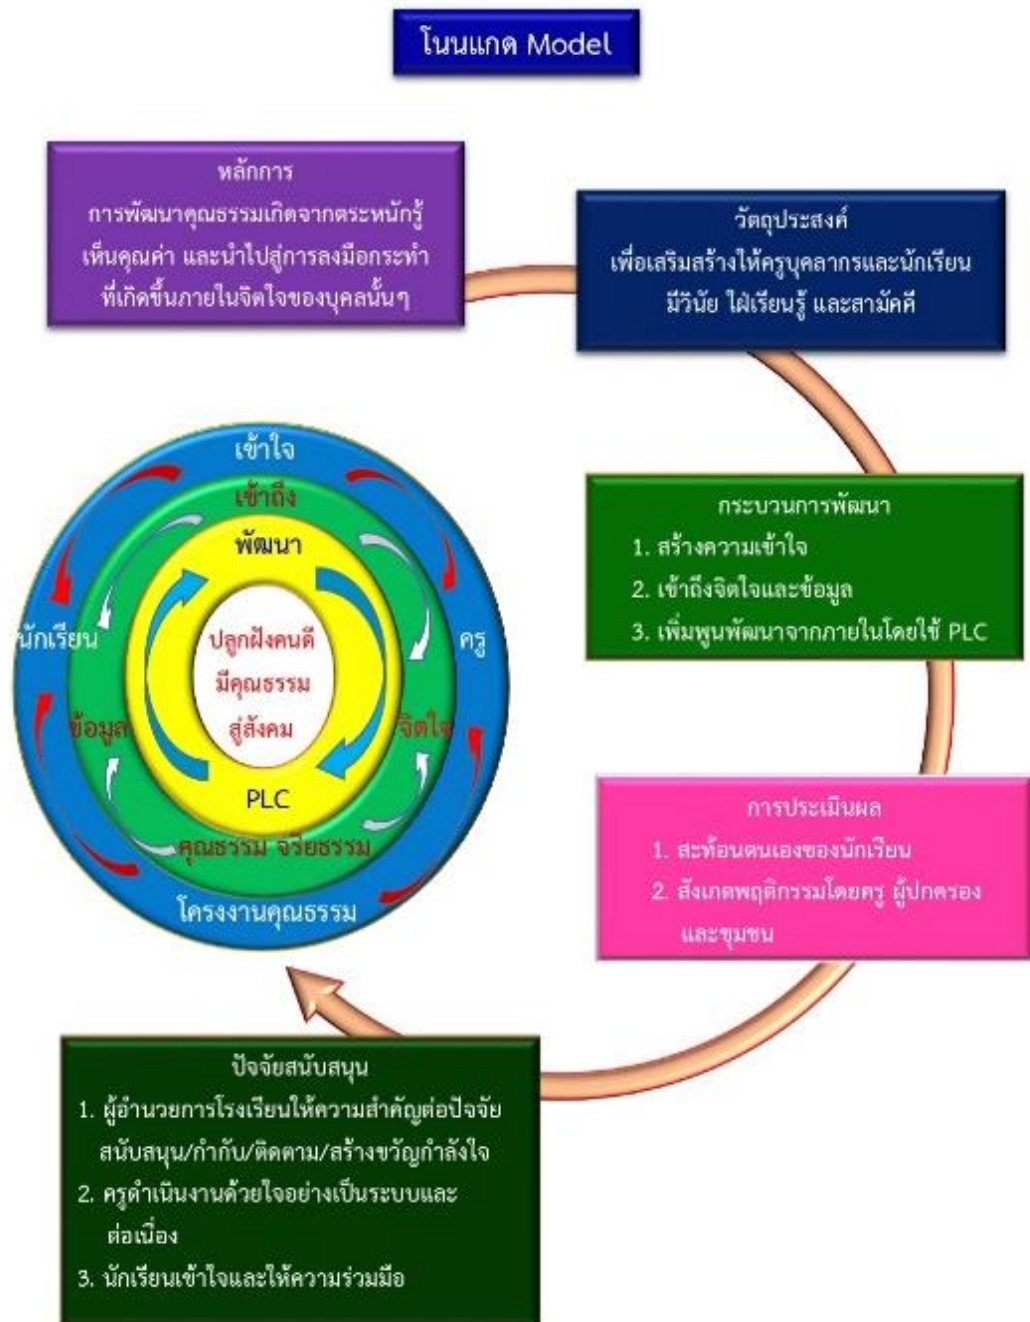 โนนแกด Model
หลักการ
การพัฒนาคุณธรรมเกิดจากตระหนักรู้
เห็นคุณค่า และนำไปสู่การลงมือกระทำ
ที่เกิดขึ้นภายในจิตใจของบุคลนั้นๆ
วัตถุประสงค์
เพื่อเสริมสร้างให้ครูบุคลากรและนักเรียน
มีวินัย ใฝ่เรียนรู้ และสามัคคี
กระบวนการพัฒนา
1. สร้างความเข้าใจ
2. เข้าถึงจิตใจและข้อมูล
3. เพิ่มพูนพัฒนาจากภายในโดยใช้ PLC
เข้าใจ
เข้าถึง
พัฒนา
นักเรียน
ครู
ปลูกฝังคนดี
มีคุณธรรม
สู่สังคม
ข้อมูล
จิตใจ
PLC
คุณธรรม จริยธรรม
โครงงานคุณธรรม
การประเมินผล
1. สะท้อนตนเองของนักเรียน
2. สังเกตพฤติกรรมโดยครู ผู้ปกครอง
และชุมชน
ปัจจัยสนับสนุน
1. ผู้อำนวยการโรงเรียนให้ความสำคัญต่อปัจจัย
สนับสนุน/กำกับ/ติดตาม/สร้างขวัญกำลังใจ
2. ครูดำเนินงานด้วยใจอย่างเป็นระบบและ
ต่อเนื่อง
3. นักเรียนเข้าใจและให้ความร่วมมือ